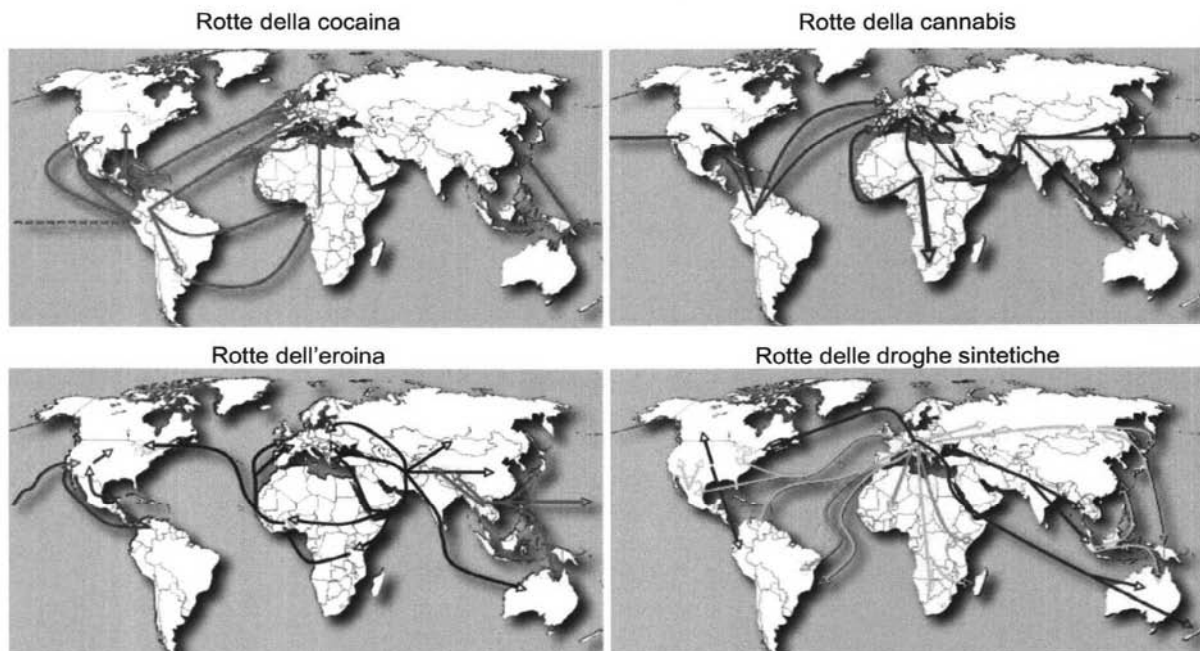 Rotte della cocaina
Rotte della cannabis
Rotte dell'eroina
Rotte delle droghe sintetiche